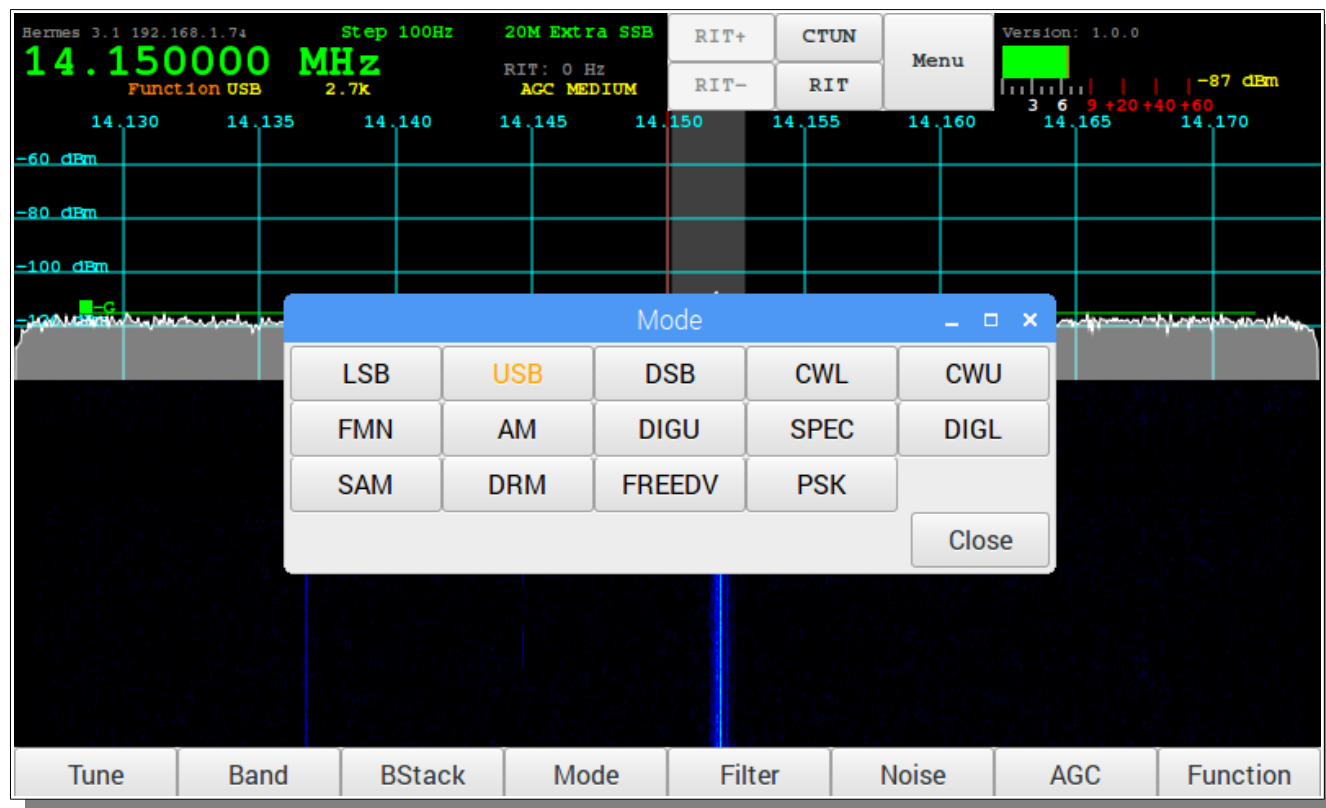 Hermes 3.1 192.1.68.1.74 Step 100Hz 20M Extra SSB RIT+ CTUN Menu Version: 1.0.0
14.150000 MHz RIT: 0 Hz
Function USB 2.7k AGC MEDIUM RIT- RIT -87 dBm
3 6 9 +20 +40 +60
14.130 14.135 14.140 14.145 14.150 14.155 14.160 14.165 14.170
-60 dBm
-80 dBm
-100 dBm
-G
Mode
LSB USB DSB CWL CWU
FMN AM DIGU SPEC DIGL
SAM DRM FREEDV PSK
Close
Tune Band BStack Mode Filter Noise AGC Function